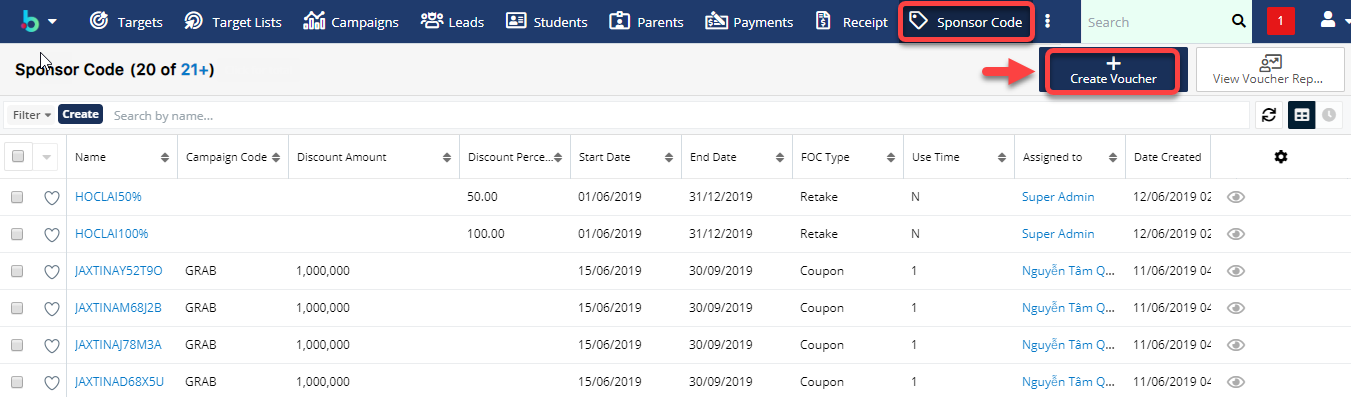 Targets Target Lists Campaigns Leads Students Parents Payments Receipt Sponsor Code Search 1
Sponsor Code (20 of 21+) Create Voucher View Voucher Rep...
Filter Create Search by name...
Name Campaign Code Discount Amount Discount Perce... Start Date End Date FOC Type Use Time Assigned to Date Created
HOCLAI50% 50.00 01/06/2019 31/12/2019 Retake N Super Admin 12/06/2019 02
HOCLAI100% 100.00 01/06/2019 31/12/2019 Retake N Super Admin 12/06/2019 02
JAXTINAY52T9O GRAB 1,000,000 15/06/2019 30/09/2019 Coupon 1 Nguyễn Tâm Q... 11/06/2019 04
JAXTINAM68J2B GRAB 1,000,000 15/06/2019 30/09/2019 Coupon 1 Nguyễn Tâm Q... 11/06/2019 04
JAXTINAJ78M3A GRAB 1,000,000 15/06/2019 30/09/2019 Coupon 1 Nguyễn Tâm Q... 11/06/2019 04
JAXTINAD68X5U GRAB 1,000,000 15/06/2019 30/09/2019 Coupon 1 Nguyễn Tâm Q... 11/06/2019 04